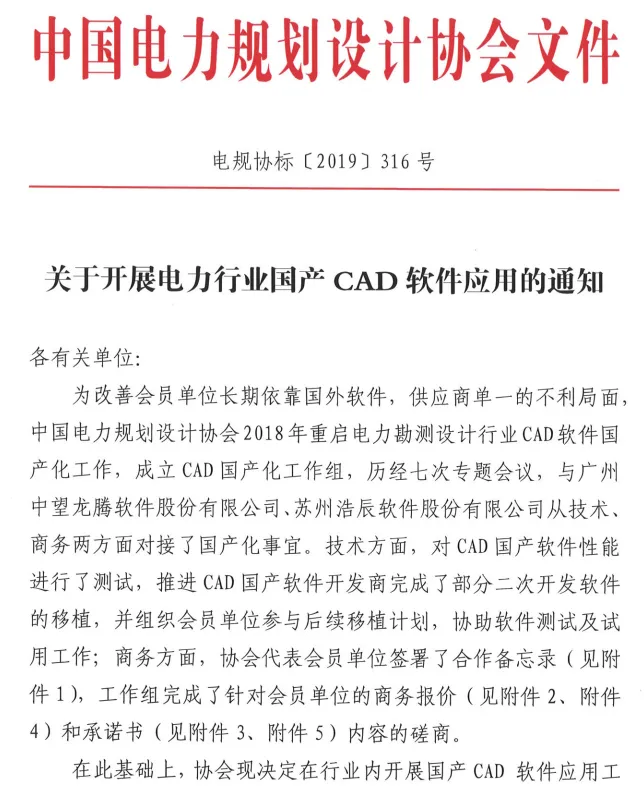 中国电力规划设计协会文件
电规协标〔2019〕316 号
关于开展电力行业国产 CAD 软件应用的通知
各有关单位：
为改善会员单位长期依靠国外软件，供应商单一的不利局面，
中国电力规划设计协会2018年重启电力勘测设计行业CAD软件国
产化工作，成立 CAD 国产化工作组，历经七次专题会议，与广州
中望龙腾软件股份有限公司、苏州浩辰软件股份有限公司从技术、
商务两方面对接了国产化事宜。技术方面，对 CAD 国产软件性能
进行了测试，推进 CAD 国产软件开发商完成了部分二次开发软件
的移植，并组织会员单位参与后续移植计划，协助软件测试及试
用工作；商务方面，协会代表会员单位签署了合作备忘录（见附
件 1），工作组完成了针对会员单位的商务报价（见附件 2、附件
4）和承诺书（见附件 3、附件 5）内容的磋商。
在此基础上，协会现决定在行业内开展国产 CAD 软件应用工